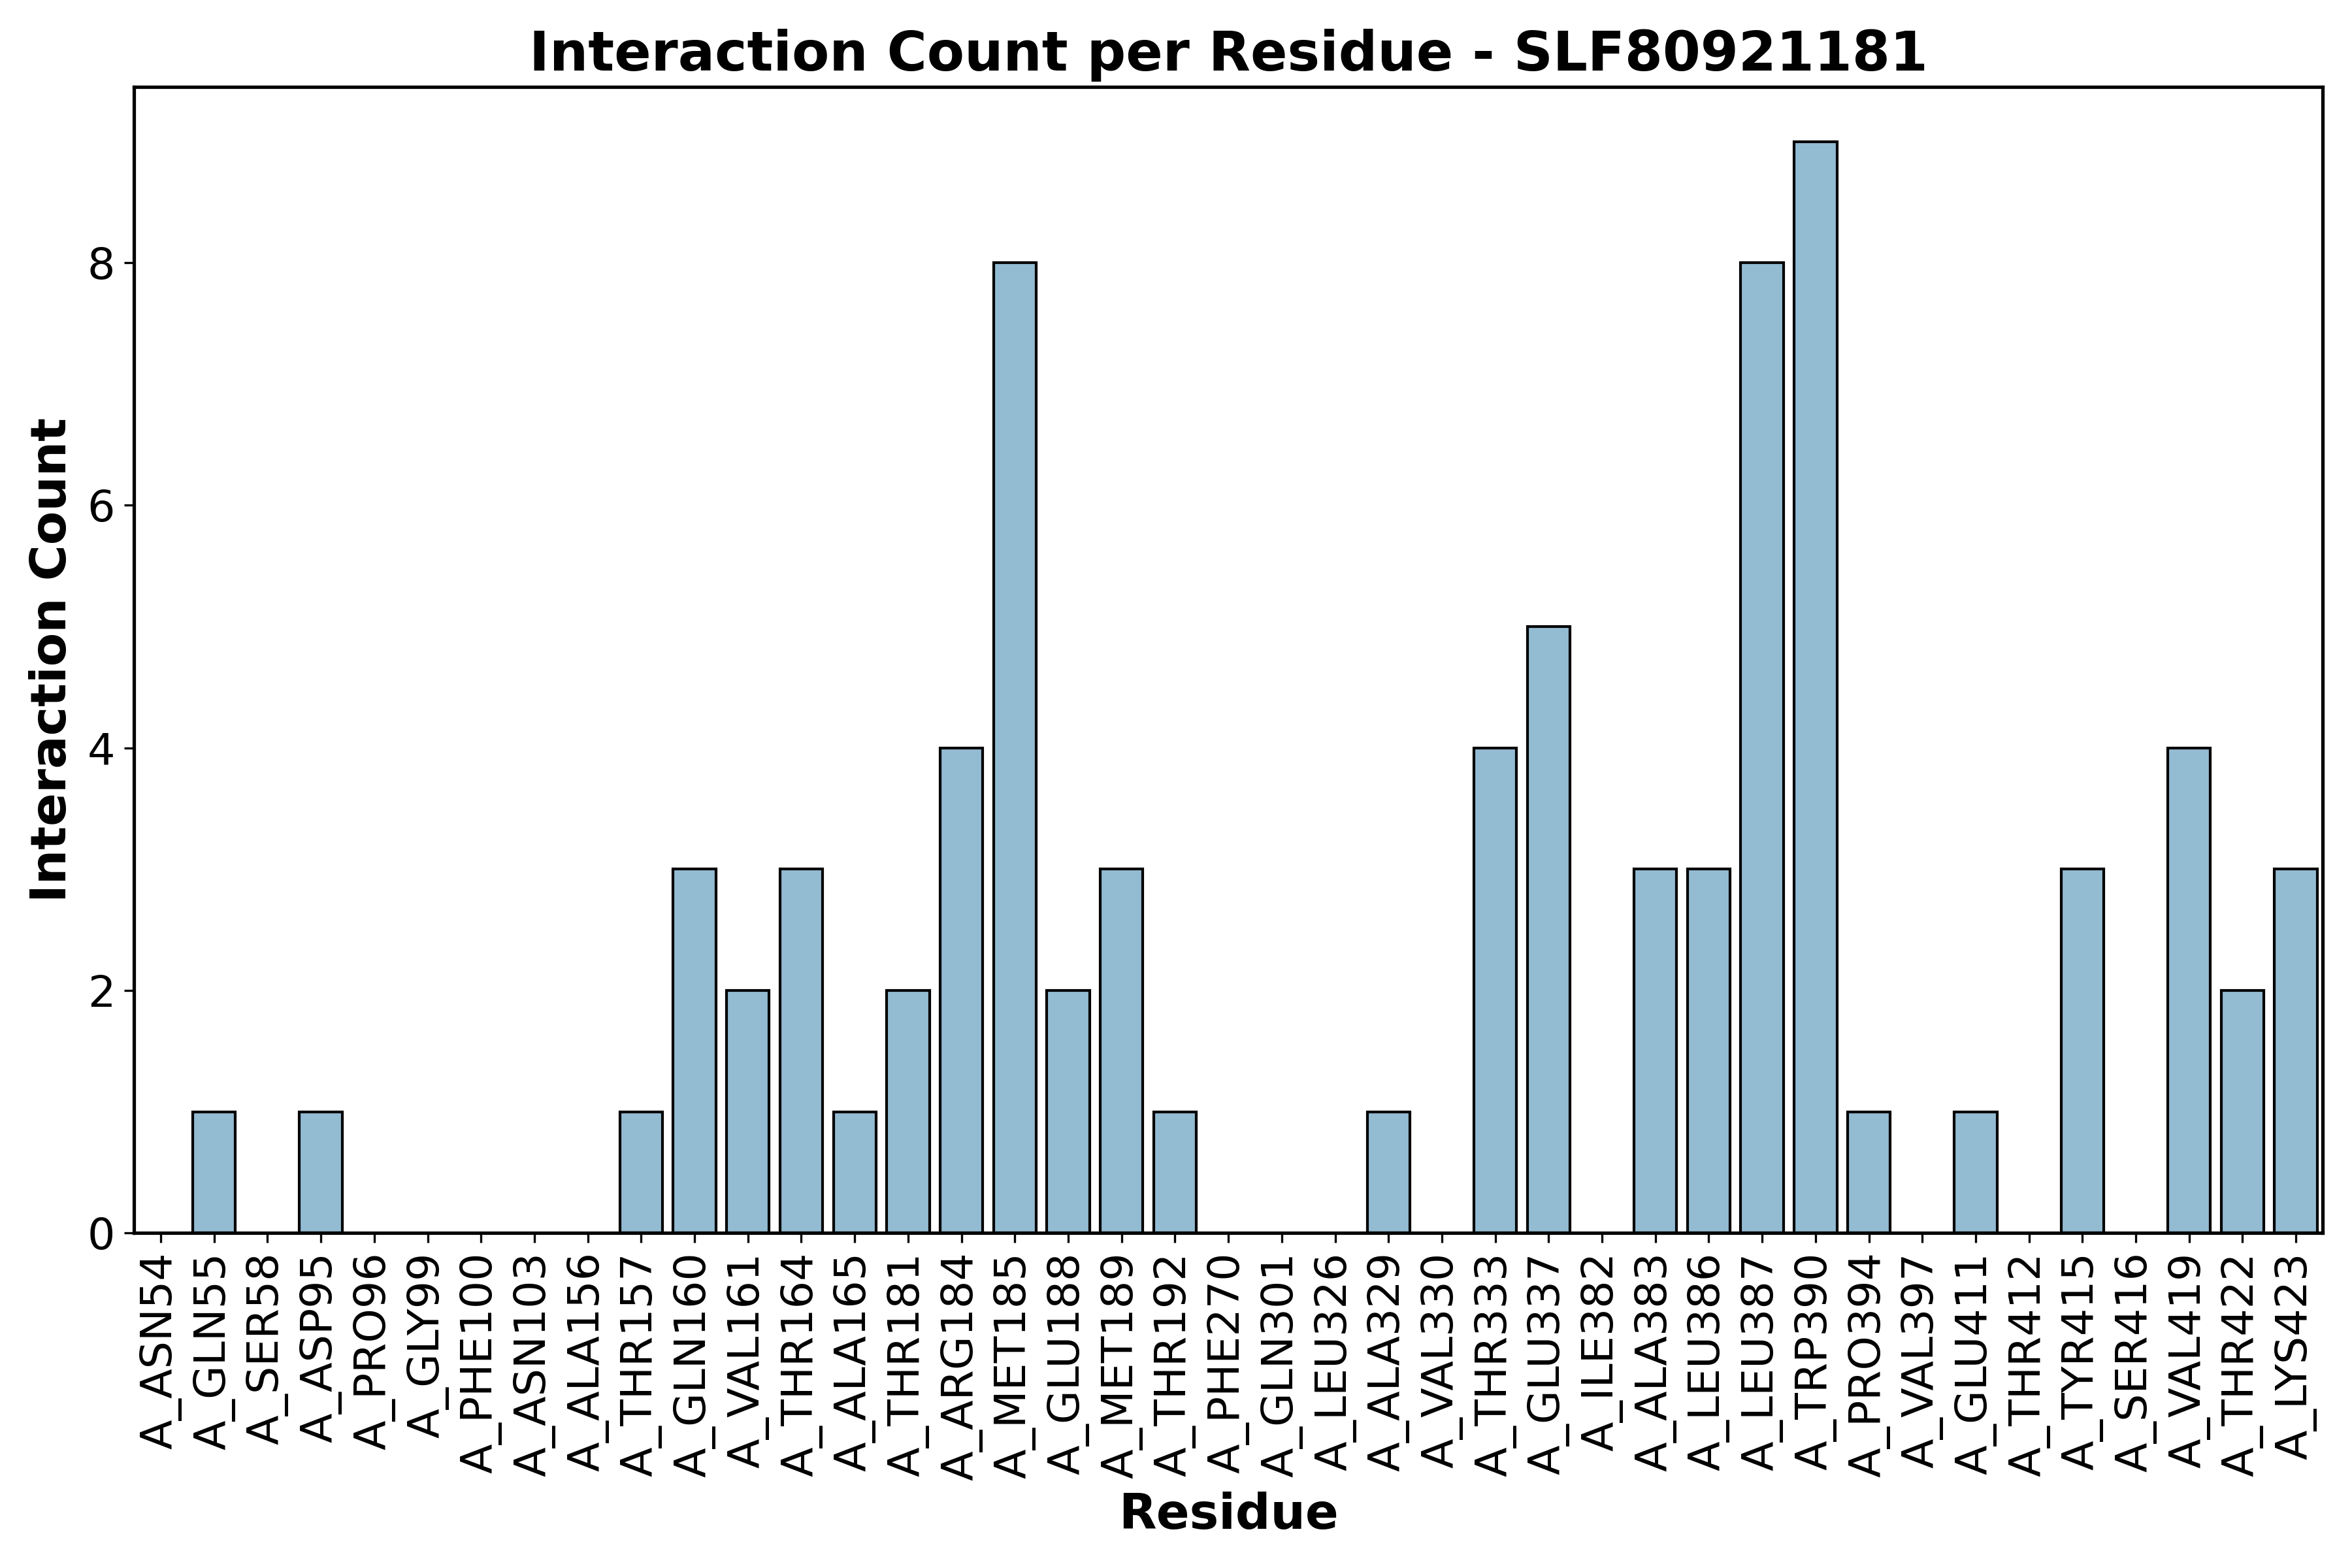 Interaction Count per Residue - SLF80921181
Interaction Count
8
6
4
2
0
A_ASN54
A_GLN55
A_SER58
A_ASP95
A_PRO96
A_GLY99
A_PHE100
A_ASN103
A_ALA156
A_THR157
A_GLN160
A_VAL161
A_THR164
A_ALA165
A_THR181
A_ARG184
A_MET185
A_GLU188
A_MET189
A_THR192
A_PHE270
A_GLN301
A_LEU326
A_ALA329
A_VAL330
A_THR333
A_GLU337
A_ILE382
A_ALA383
A_LEU386
A_LEU387
A_TRP390
A_PRO394
A_VAL397
A_GLU411
A_THR412
A_TYR415
A_SER416
A_VAL419
A_THR422
A_LYS423
Residue